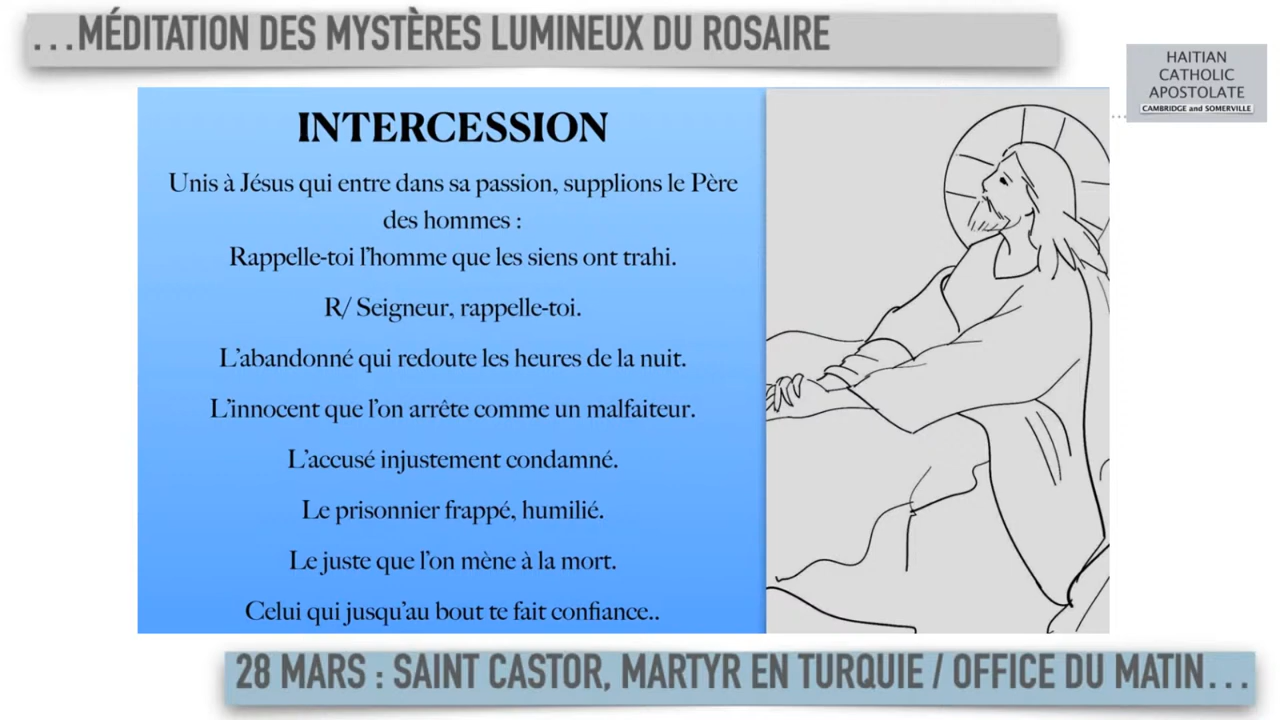 ...MÉDITATION DES MYSTÈRES LUMINEUX DU ROSAIRE
HAITIAN
CATHOLIC
APOSTOLATE
CAMBRIDGE and SOMERVILLE
INTERCESSION
Unis à Jésus qui entre dans sa passion, supplions le Père
des hommes :
Rappelle-toi l'homme que les siens ont trahi.
R/ Seigneur, rappelle-toi.
L'abandonné qui redoute les heures de la nuit.
L'innocent que l'on arrête comme un malfaiteur.
L'accusé injustement condamné.
Le prisonnier frappé, humilié.
Le juste que l'on mène à la mort.
Celui qui jusqu'au bout te fait confiance..
28 MARS : SAINT CASTOR, MARTYR EN TURQUIE / OFFICE DU MATIN...